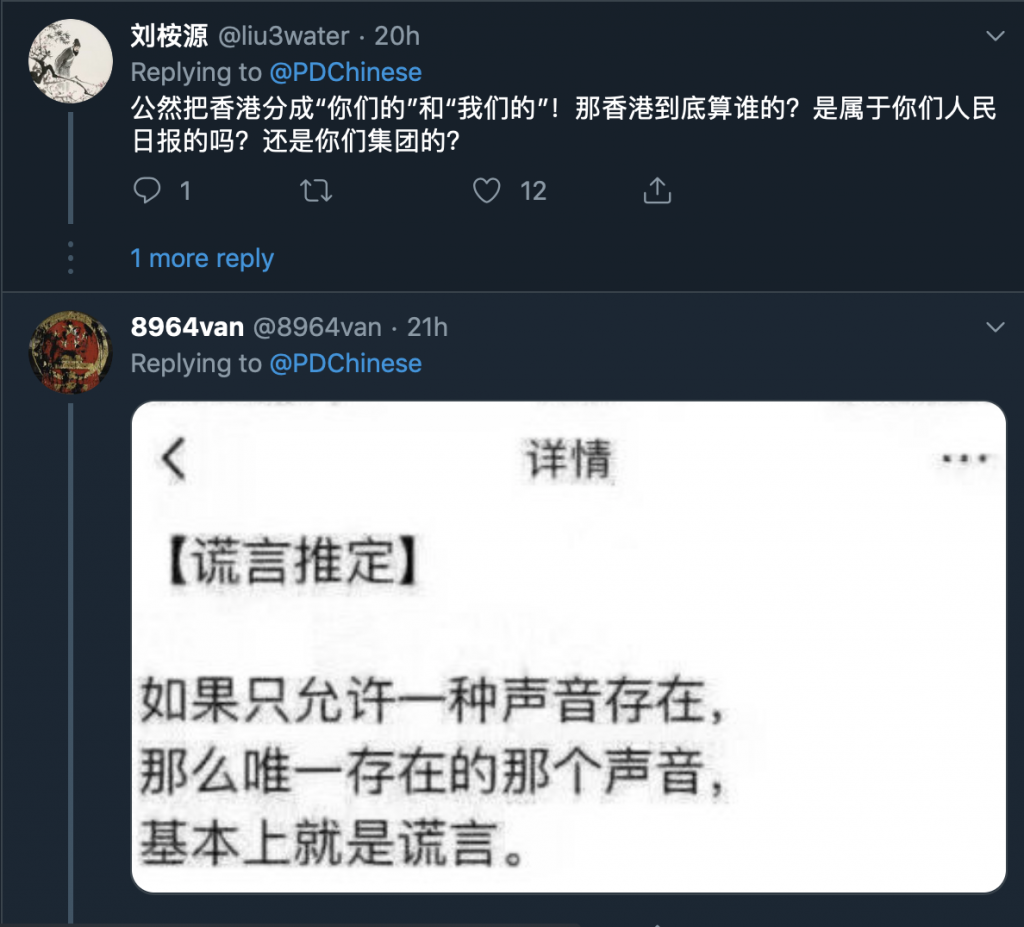 刘桉源 @liu3water · 20h
Replying to @PDChinese
公然把香港分成“你们的”和“我们的”！那香港到底算谁的？是属于你们人民
日报的吗？还是你们集团的？
1 12
1 more reply
8964van @8964van · 21h
Replying to @PDChinese
详情
【谎言推定】
如果只允许一种声音存在，
那么唯一存在的那个声音，
基本上就是谎言。